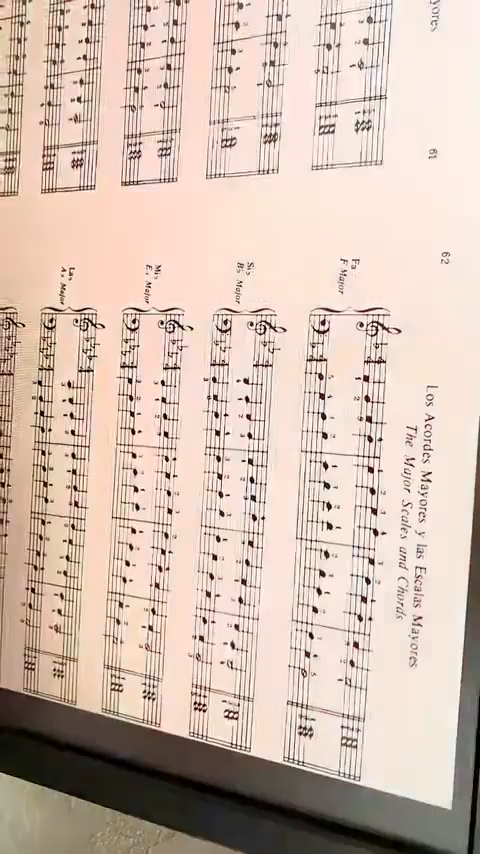 yores
61
62
Los Acordes Mayores y las Escalas Mayores
The Major Scales and Chords
Fa
F Major
Si♭
B♭ Major
Mi♭
E♭ Major
La♭
A♭ Major